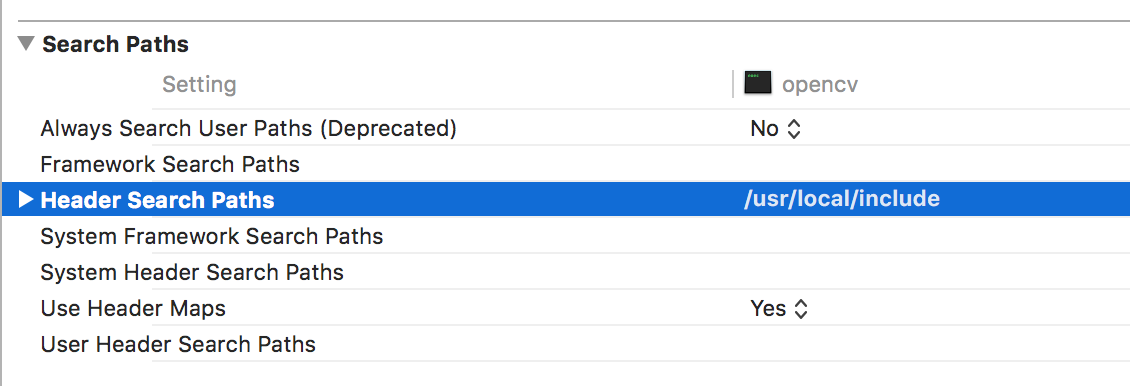 Search Paths
Setting opencv
Always Search User Paths (Deprecated) No
Framework Search Paths
Header Search Paths /usr/local/include
System Framework Search Paths
System Header Search Paths
Use Header Maps Yes
User Header Search Paths